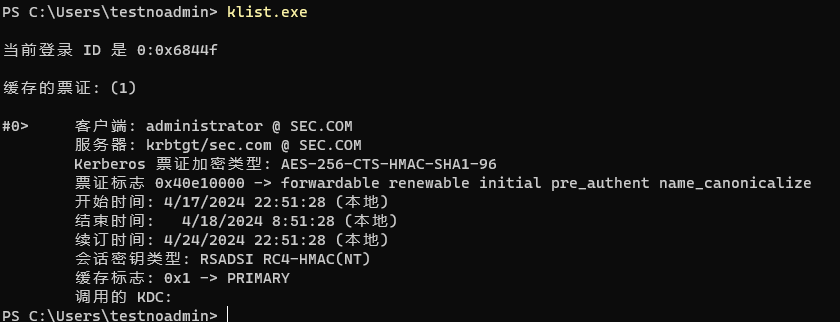 PS C:\Users\testnoadmin> klist.exe
当前登录 ID 是 0:0x6844f
缓存的票证: (1)
#0>     客户端: administrator @ SEC.COM
        服务器: krbtgt/sec.com @ SEC.COM
        Kerberos 票证加密类型: AES-256-CTS-HMAC-SHA1-96
        票证标志 0x40e10000 -> forwardable renewable initial pre_authent name_canonicalize
        开始时间: 4/17/2024 22:51:28 (本地)
        结束时间:   4/18/2024 8:51:28 (本地)
        续订时间: 4/24/2024 22:51:28 (本地)
        会话密钥类型: RSADSI RC4-HMAC(NT)
        缓存标志: 0x1 -> PRIMARY
        调用的 KDC:
PS C:\Users\testnoadmin>